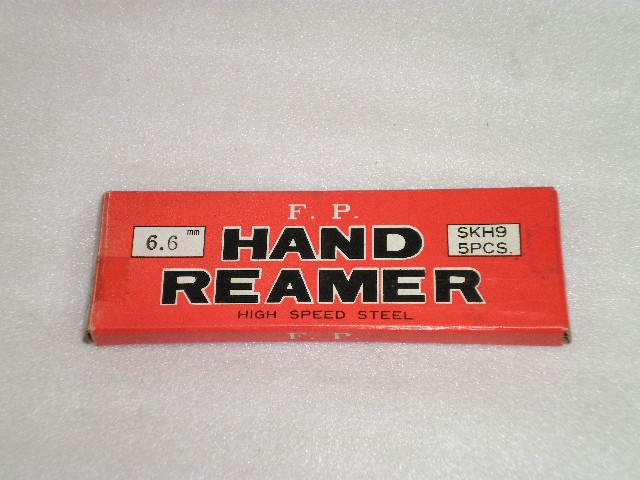 F. P.
6.6 mm
HAND
REAMER
SKH9
5PCS.
HIGH SPEED STEEL
F. P.